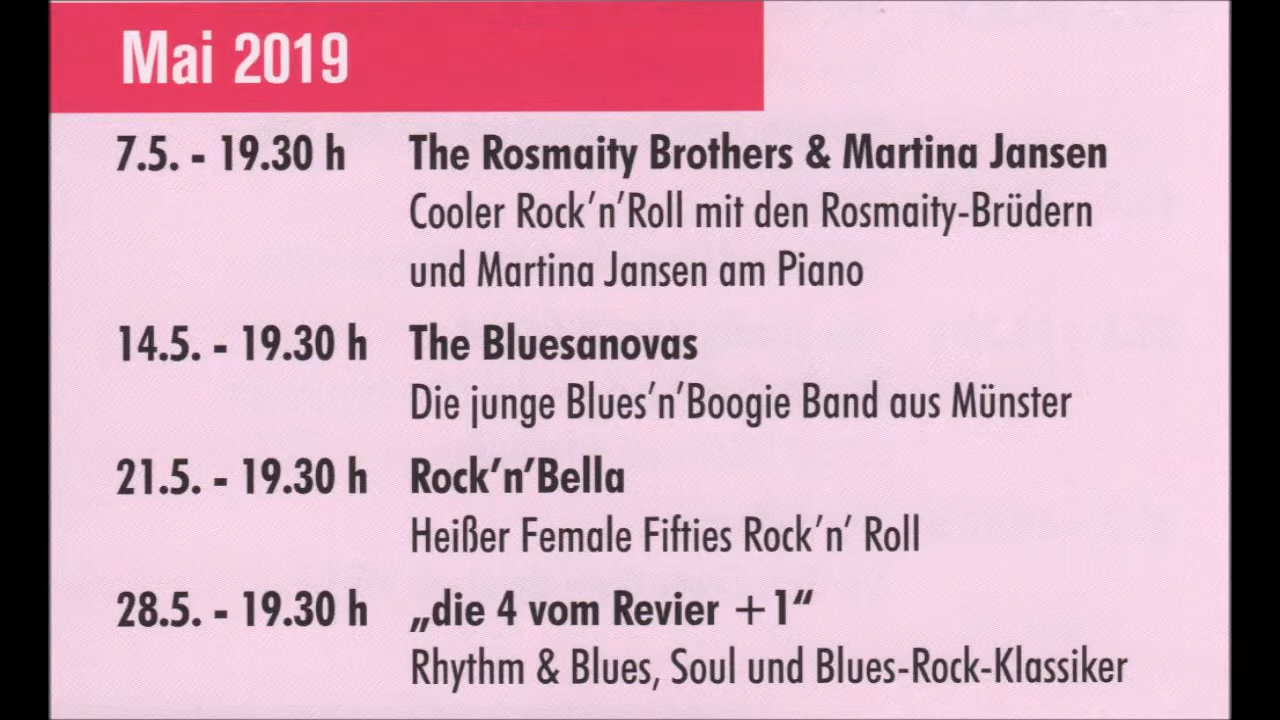 Mai 2019
7.5. - 19.30 h The Rosmaity Brothers & Martina Jansen
Cooler Rock’n’Roll mit den Rosmaity-Brüdern
und Martina Jansen am Piano
14.5. - 19.30 h The Bluesanovas
Die junge Blues’n’Boogie Band aus Münster
21.5. - 19.30 h Rock’n’Bella
Heißer Female Fifties Rock’n’ Roll
28.5. - 19.30 h „die 4 vom Revier +1“
Rhythm & Blues, Soul und Blues-Rock-Klassiker